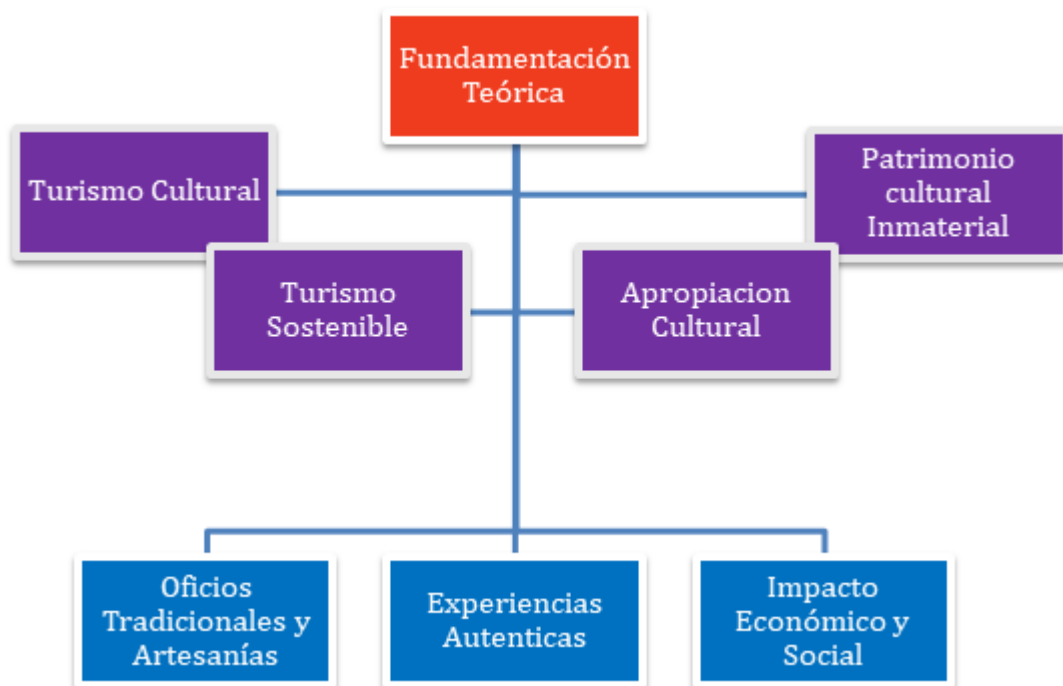 Fundamentación
Teórica
Turismo Cultural
Patrimonio
cultural
Inmaterial
Turismo
Sostenible
Apropiacion
Cultural
Oficios
Tradicionales y
Artesanías
Experiencias
Autenticas
Impacto
Económico y
Social